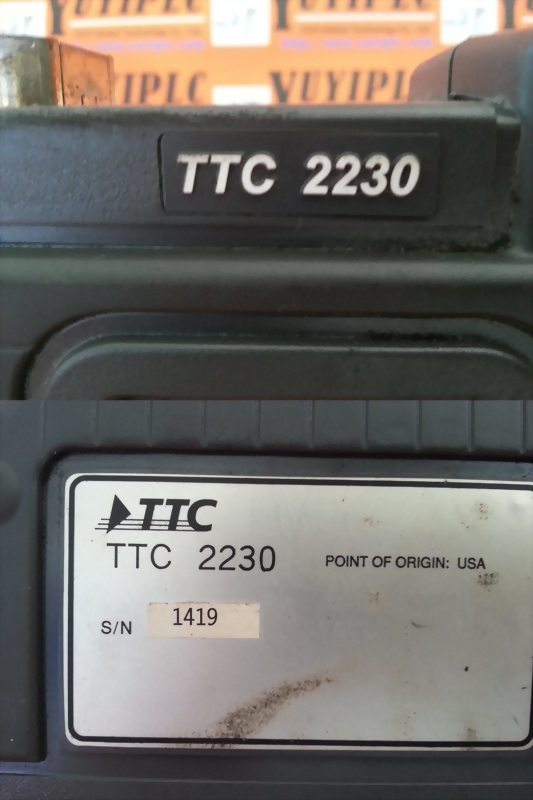 YUYIPLC YUYIPLC
TTC 2230
TTC
TTC 2230
POINT OF ORIGIN: USA
S/N 1419